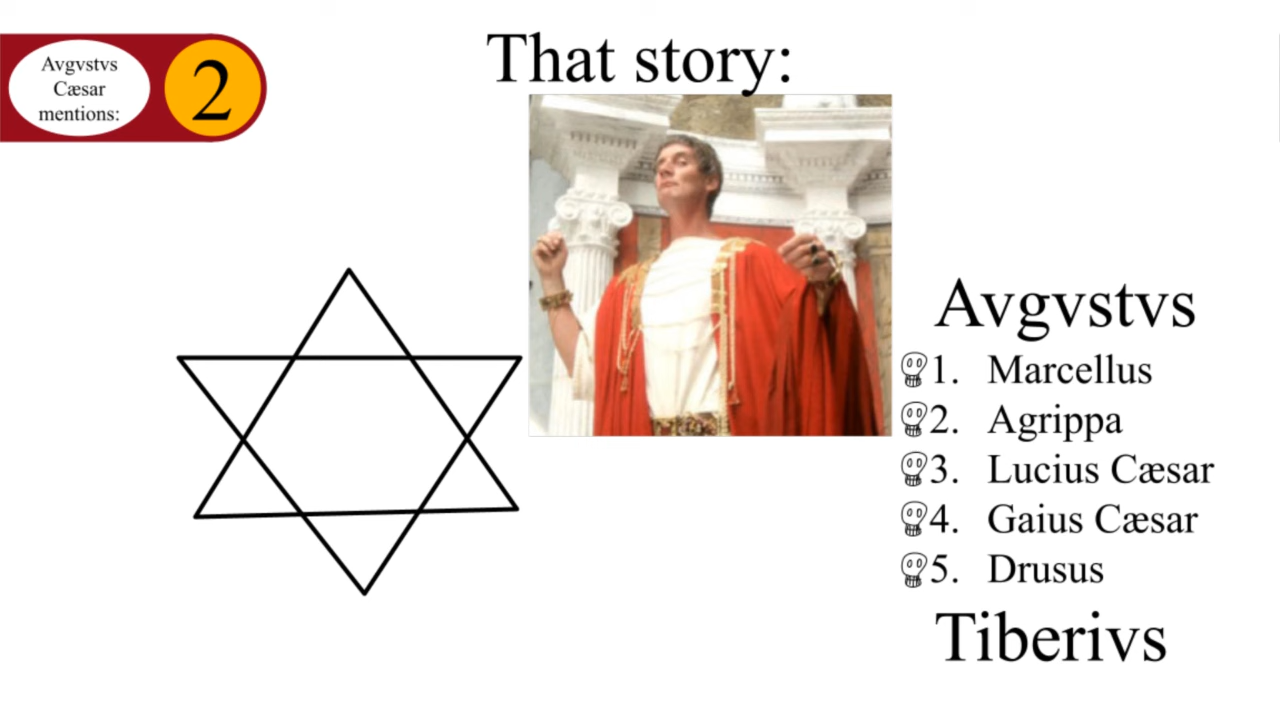 Avgvstvs
Cæsar
mentions:
2
That story:
Avgvstvs
1. Marcellus
2. Agrippa
3. Lucius Cæsar
4. Gaius Cæsar
5. Drusus
Tiberivs